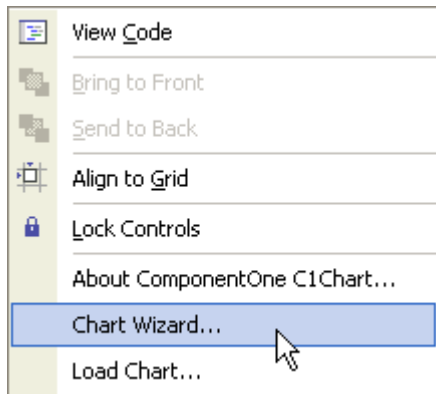 View Code
Bring to Front
Send to Back
Align to Grid
Lock Controls
About ComponentOne C1Chart...
Chart Wizard...
Load Chart...